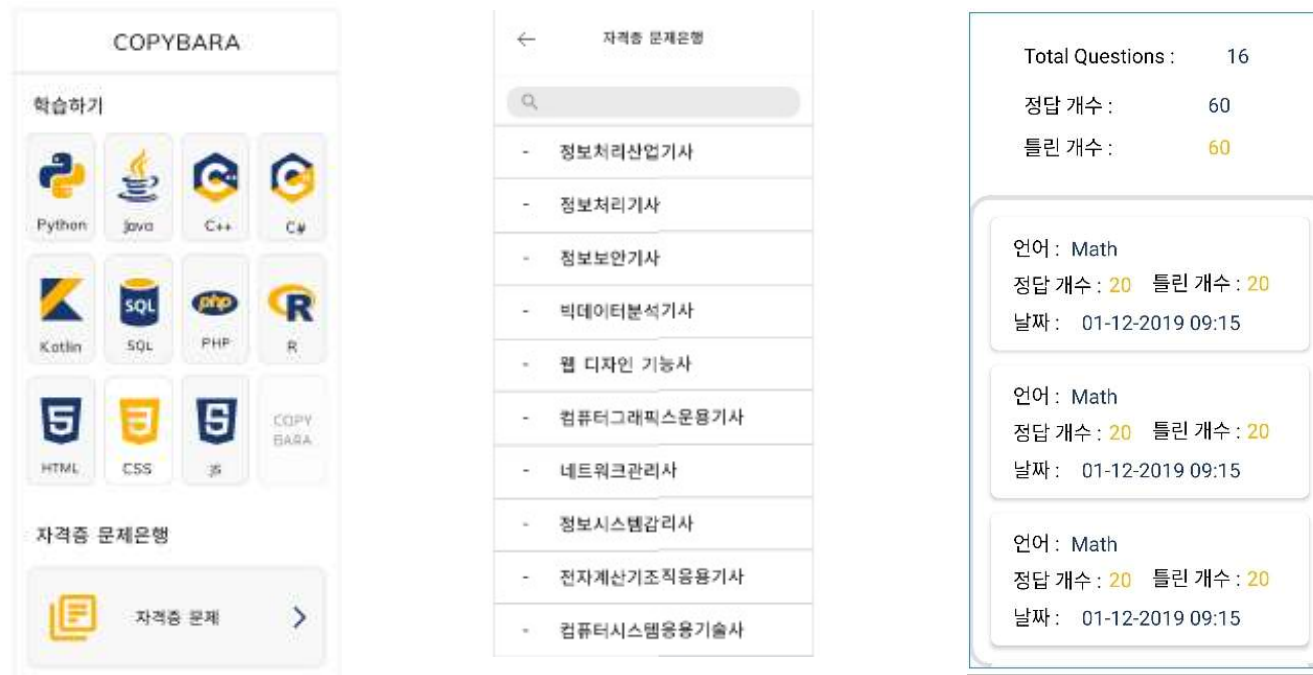 COPYBARA
학습하기
Python Java C++ C#
Kotlin SQL SQL php PHP R
HTML CSS JS COPY
BARA
자격증 문제은행
자격증 문제
자격증 문제은행
- 정보처리산업기사
- 정보처리기사
- 정보보안기사
- 빅데이터분석기사
- 웹 디자인 기능사
- 컴퓨터그래픽스운용기사
- 네트워크관리사
- 정보시스템감리사
- 전자계산기조직응용기사
- 컴퓨터시스템응용기술사
Total Questions : 16
정답 개수 : 60
틀린 개수 : 60
언어 : Math
정답 개수 : 20 틀린 개수 : 20
날짜 : 01-12-2019 09:15
언어 : Math
정답 개수 : 20 틀린 개수 : 20
날짜 : 01-12-2019 09:15
언어 : Math
정답 개수 : 20 틀린 개수 : 20
날짜 : 01-12-2019 09:15